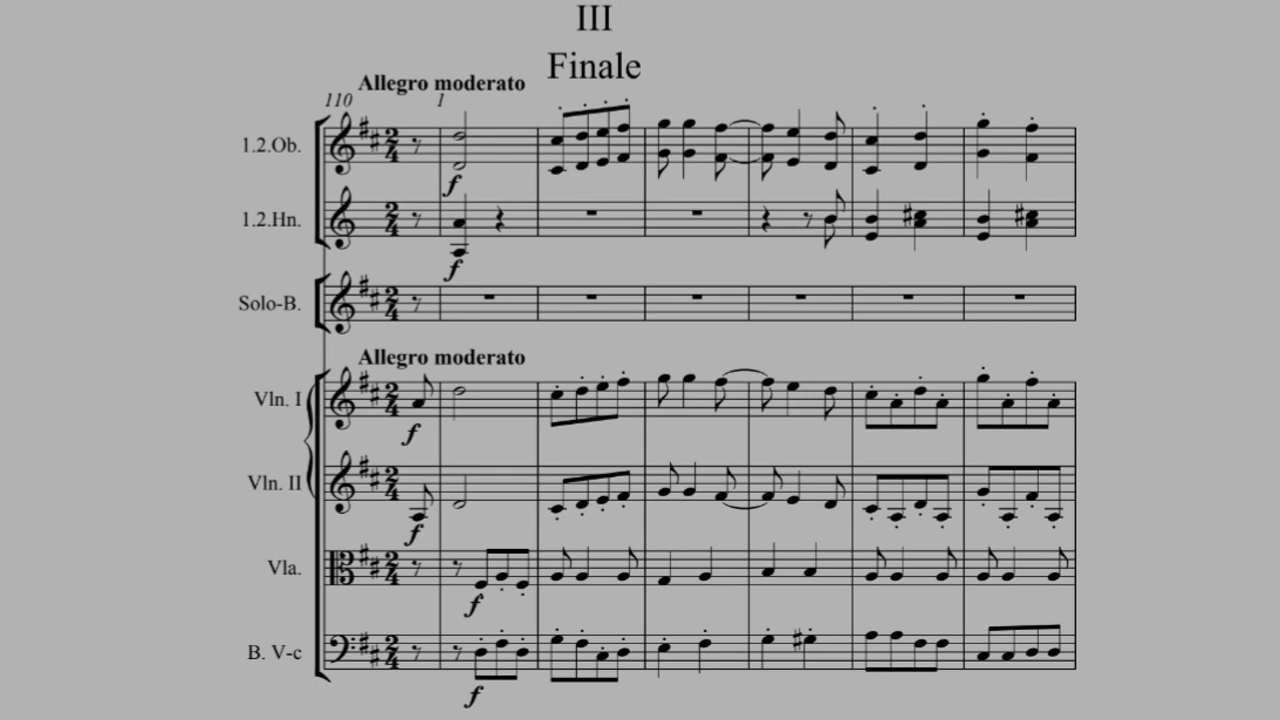 III
Finale
Allegro moderato
110
1
1.2.Ob.
f
1.2.Hn.
f
Solo-B.
Allegro moderato
Vln. I
f
Vln. II
f
Vla.
f
B. V-c
f